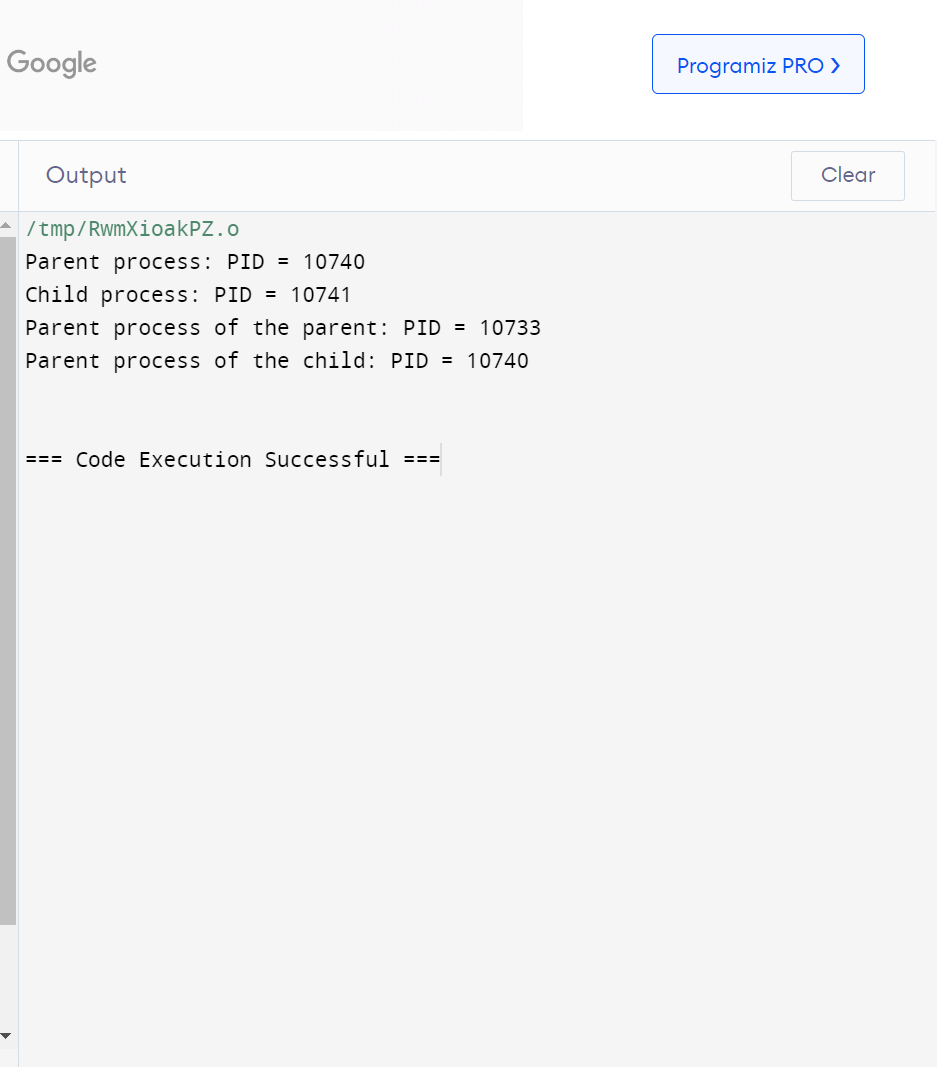 Google
Programiz PRO ❯
Output
Clear
/tmp/RwmXioakPZ.o
Parent process: PID = 10740
Child process: PID = 10741
Parent process of the parent: PID = 10733
Parent process of the child: PID = 10740
=== Code Execution Successful ===